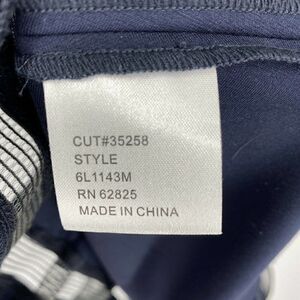 CUT#35258
STYLE
6L1143M
RN 62825
MADE IN CHINA